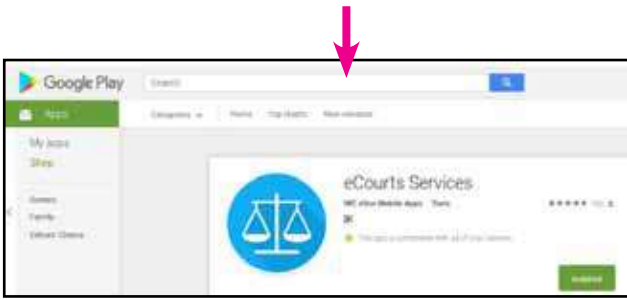 Google Play
Search
Apps
Categories
Home
Top charts
New releases
My apps
Shop
Games
Family
Editors' Choice
eCourts Services
NIC eGov Mobile Apps
Tools
This app is compatible with all of your devices.
Installed